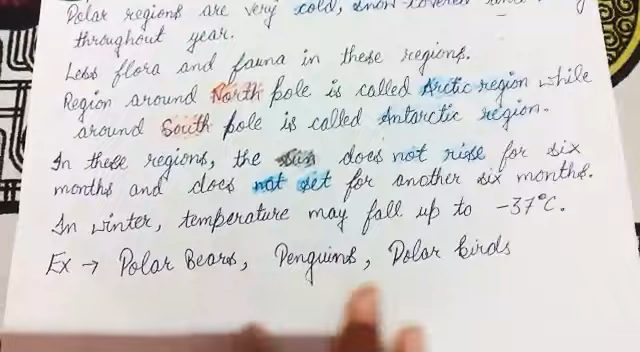 Polar regions are very cold, snow covered
throughout year.
Less flora and fauna in these regions.
Region around North pole is called Arctic region while
around South pole is called Antarctic region.
In these regions, the sun does not rise for six
months and does not set for another six months.
In winter, temperature may fall up to -37°C.
Ex → Polar Bears, Penguins, Polar birds